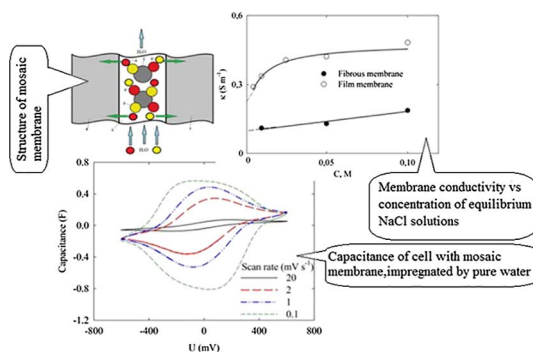 H₂O
Structure of mosaic
membrane
H₂O
0,6
κ (S m⁻¹)
0,3
0,0
Fibrous membrane
Film membrane
0,05
0,10
C, M
Membrane conductivity vs
concentration of equilibrium
NaCl solutions
0.8
0.4
0.0
-0.4
-0.8
-1.2
Capacitance (F)
Scan rate (mV s⁻¹)
20
2
1
0.1
-800
-400
0
400
800
U (mV)
Capacitance of cell with mosaic
membrane,impregnated by pure water